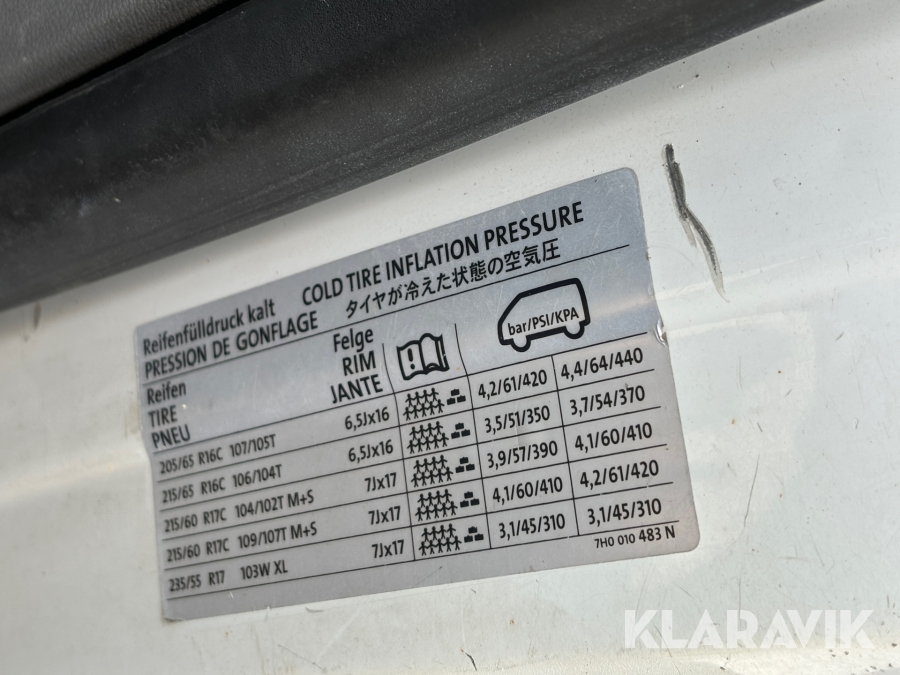 Reifenfülldruck kalt COLD TIRE INFLATION PRESSURE
PRESSION DE GONFLAGE タイヤが冷えた状態の空気圧
Reifen Felge
TIRE RIM
PNEU JANTE
bar/PSI/KPA
205/65 R16C 107/105T 6,5Jx16 4,2/61/420 4,4/64/440
215/65 R16C 106/104T 6,5Jx16 3,5/51/350 3,7/54/370
215/60 R17C 104/102T M+S 7Jx17 3,9/57/390 4,1/60/410
215/60 R17C 109/107T M+S 7Jx17 4,1/60/410 4,2/61/420
235/55 R17 103W XL 7Jx17 3,1/45/310 3,1/45/310
7H0 010 483 N
KLARAVIK